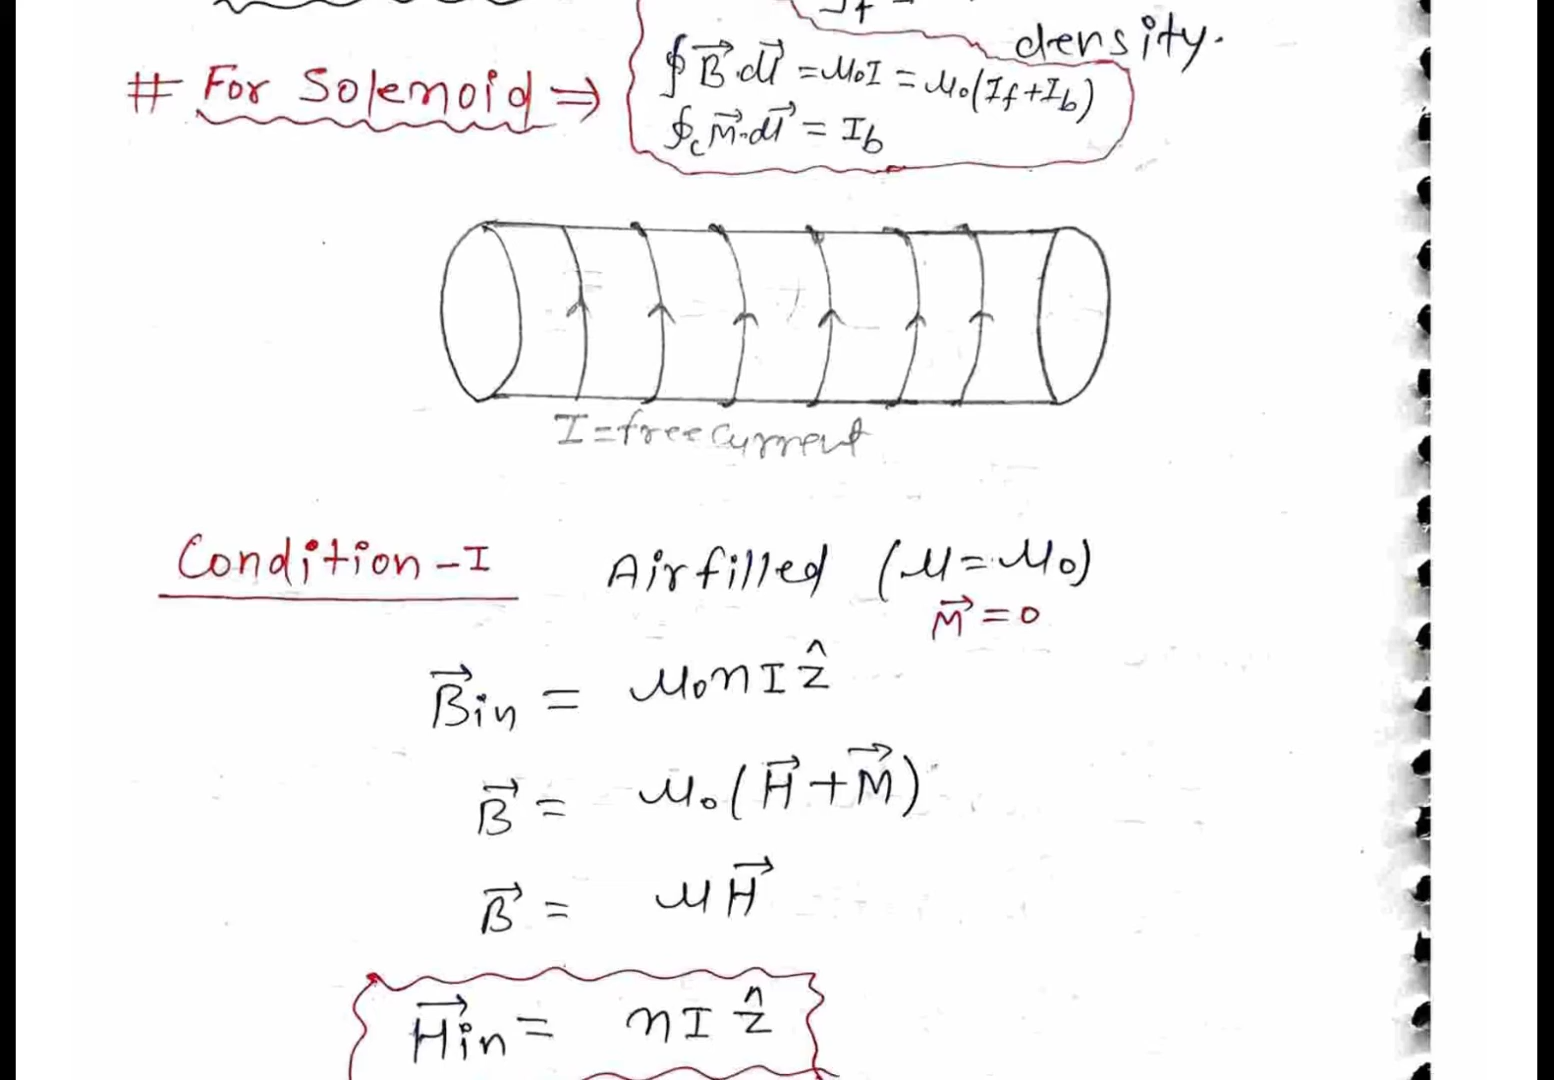 density.
# For Solenoid ⇒
∮ B⃗.dl⃗ = μ₀I = μ₀(I_f + I_b)
∮_c M⃗.dl⃗ = I_b
I = free current
Condition - I Air filled (μ = μ₀)
M⃗ = 0
B⃗in = μ₀nI ẑ
B⃗ = μ₀(H⃗ + M⃗)
B⃗ = μH⃗
H⃗in = nI ẑ